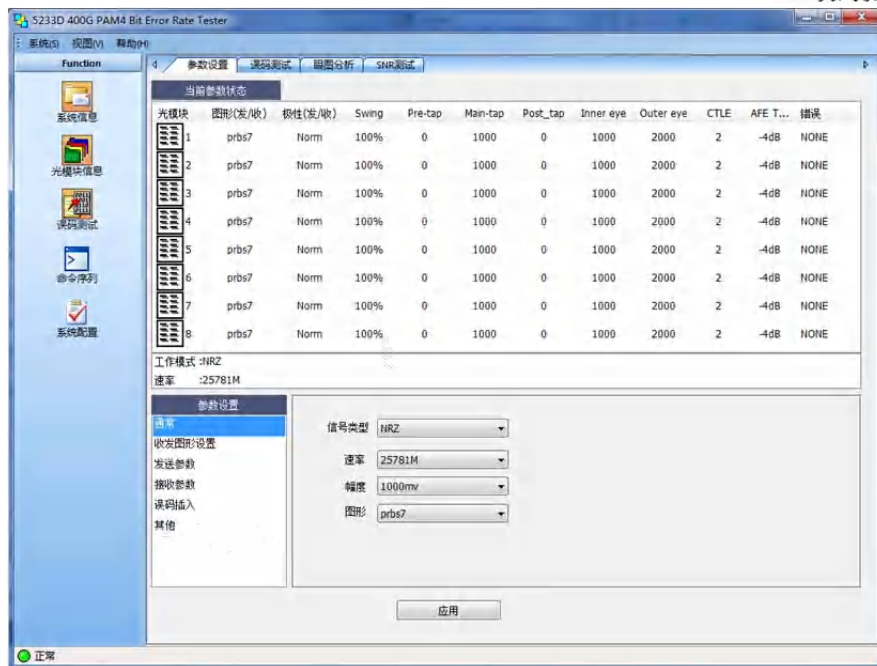 5233D 400G PAM4 Bit Error Rate Tester
系统(S) 视图(V) 帮助(H)
Function
参数设置 误码测试 眼图分析 SNR测试
系统信息
光模块信息
误码测试
命令序列
系统配置
当前参数状态
光模块 图形(发/收) 极性(发/收) Swing Pre-tap Main-tap Post_tap Inner eye Outer eye CTLE AFE T... 错误
1 prbs7 Norm 100% 0 1000 0 1000 2000 2 -4dB NONE
2 prbs7 Norm 100% 0 1000 0 1000 2000 2 -4dB NONE
3 prbs7 Norm 100% 0 1000 0 1000 2000 2 -4dB NONE
4 prbs7 Norm 100% 0 1000 0 1000 2000 2 -4dB NONE
5 prbs7 Norm 100% 0 1000 0 1000 2000 2 -4dB NONE
6 prbs7 Norm 100% 0 1000 0 1000 2000 2 -4dB NONE
7 prbs7 Norm 100% 0 1000 0 1000 2000 2 -4dB NONE
8 prbs7 Norm 100% 0 1000 0 1000 2000 2 -4dB NONE
工作模式 :NRZ
速率 :25781M
参数设置
通常
收发图形设置
发送参数
接收参数
误码插入
其他
信号类型 NRZ
速率 25781M
幅度 1000mv
图形 prbs7
应用
正常